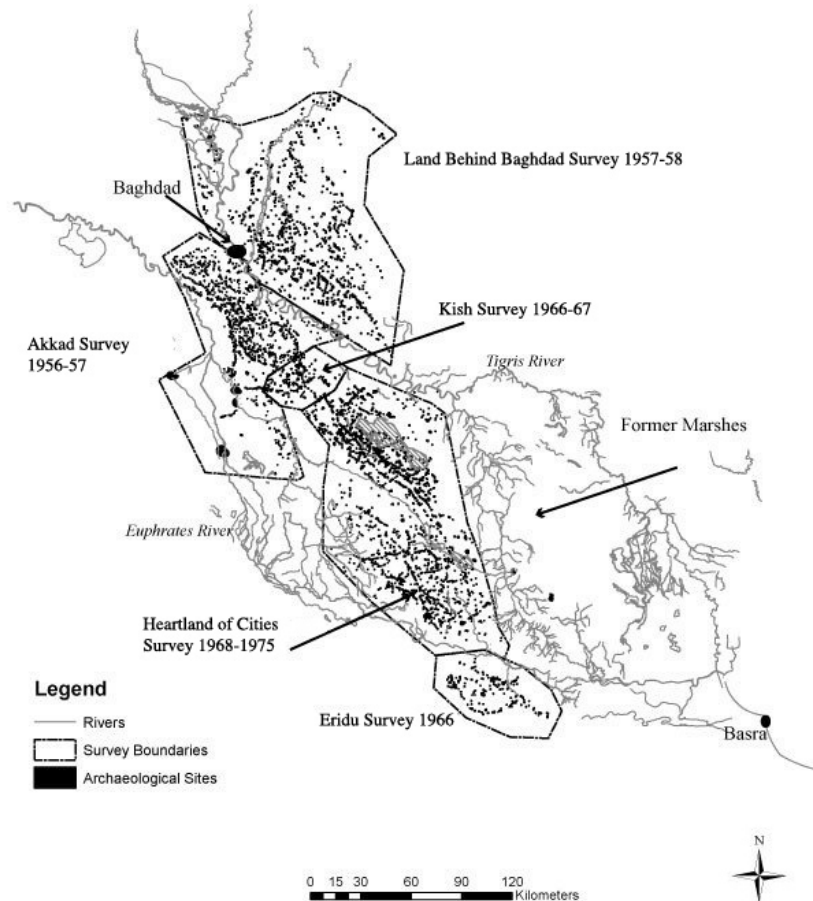 Land Behind Baghdad Survey 1957-58
Baghdad
Kish Survey 1966-67
Akkad Survey
1956-57
Tigris River
Former Marshes
Euphrates River
Heartland of Cities
Survey 1968-1975
Legend
Rivers
Survey Boundaries
Archaeological Sites
Eridu Survey 1966
Basra
N
0 15 30 60 90 120
Kilometers